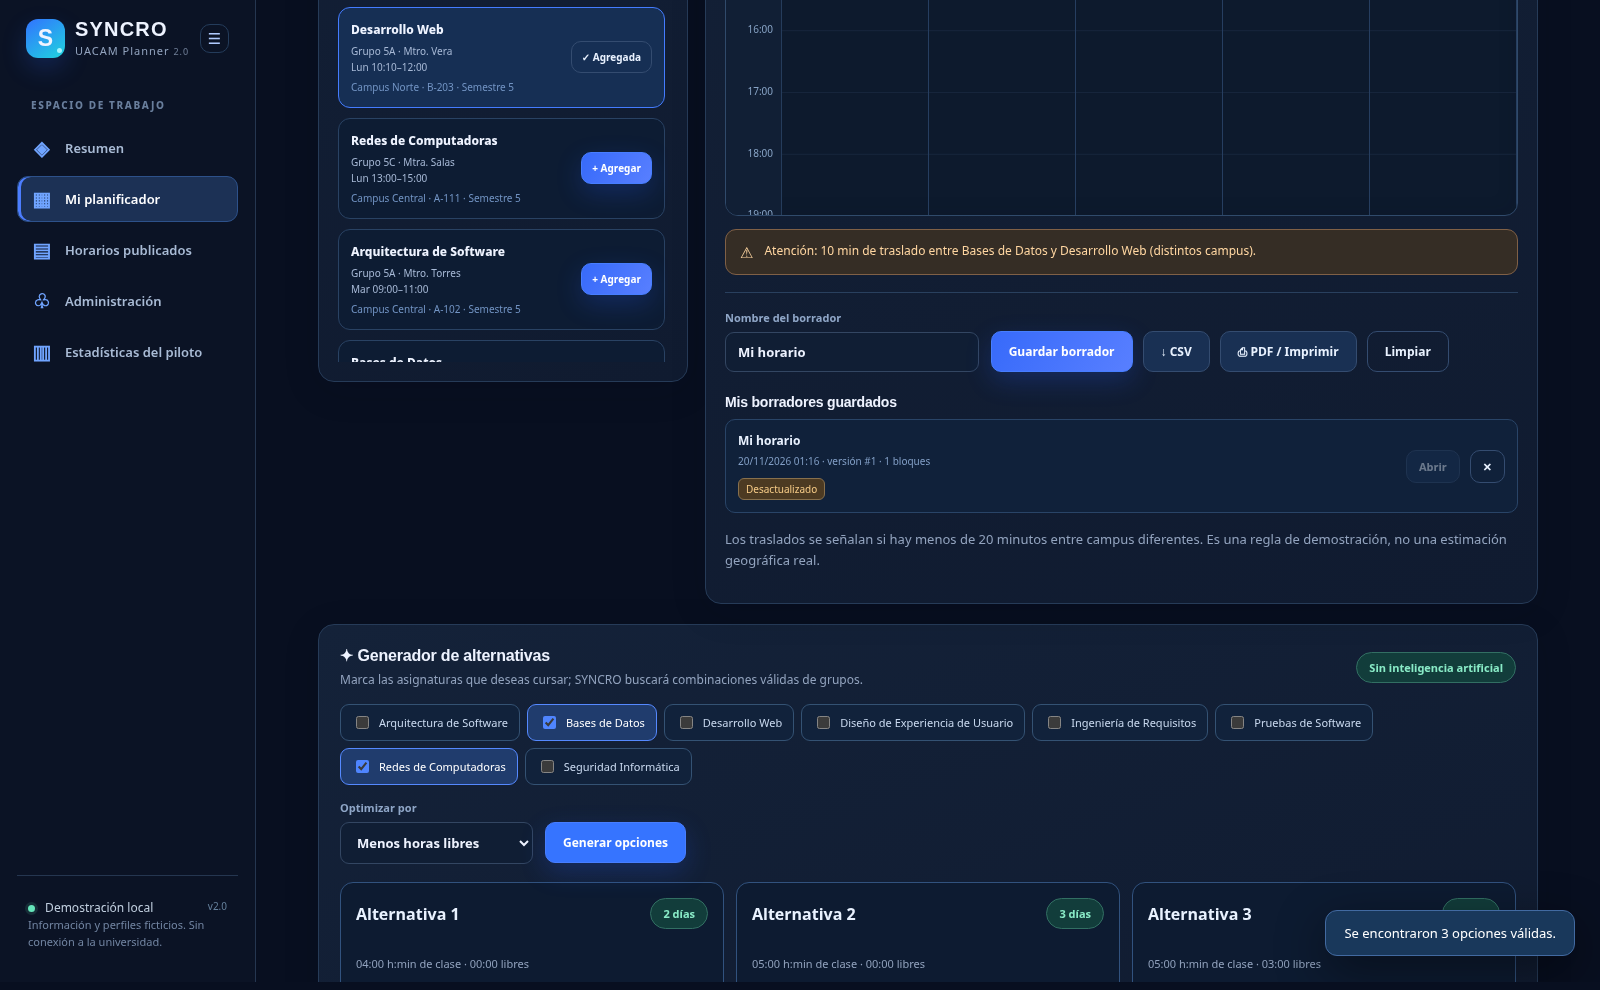 S
SYNCRO
UACAM Planner 2.0
☰
ESPACIO DE TRABAJO
Resumen
Mi planificador
Horarios publicados
Administración
Estadísticas del piloto
Demostración local v2.0
Información y perfiles ficticios. Sin
conexión a la universidad.
Desarrollo Web
Grupo 5A · Mtro. Vera
Lun 10:10–12:00
Campus Norte · B-203 · Semestre 5
✓ Agregada
Redes de Computadoras
Grupo 5C · Mtra. Salas
Lun 13:00–15:00
Campus Central · A-111 · Semestre 5
+ Agregar
Arquitectura de Software
Grupo 5A · Mtro. Torres
Mar 09:00–11:00
Campus Central · A-102 · Semestre 5
+ Agregar
Bases de Datos
16:00
17:00
18:00
19:00
⚠ Atención: 10 min de traslado entre Bases de Datos y Desarrollo Web (distintos campus).
Nombre del borrador
Mi horario
Guardar borrador
↓ CSV
⎙ PDF / Imprimir
Limpiar
Mis borradores guardados
Mi horario
20/11/2026 01:16 · versión #1 · 1 bloques
Desactualizado
Abrir
×
Los traslados se señalan si hay menos de 20 minutos entre campus diferentes. Es una regla de demostración, no una estimación
geográfica real.
✦ Generador de alternativas
Marca las asignaturas que deseas cursar; SYNCRO buscará combinaciones válidas de grupos.
Sin inteligencia artificial
Arquitectura de Software
Bases de Datos
Desarrollo Web
Diseño de Experiencia de Usuario
Ingeniería de Requisitos
Pruebas de Software
Redes de Computadoras
Seguridad Informática
Optimizar por
Menos horas libres
Generar opciones
Alternativa 1
2 días
04:00 h:min de clase · 00:00 libres
Alternativa 2
3 días
05:00 h:min de clase · 00:00 libres
Alternativa 3
05:00 h:min de clase · 03:00 libres
Se encontraron 3 opciones válidas.